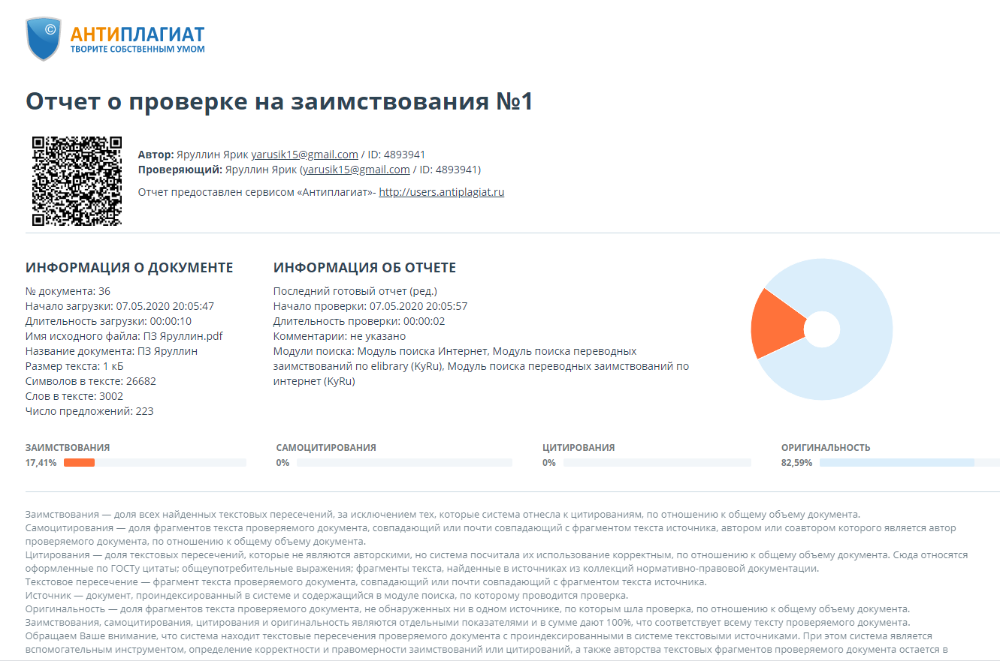 ©
АНТИПЛАГИАТ
ТВОРИТЕ СОБСТВЕННЫМ УМОМ
Отчет о проверке на заимствования №1
Автор: Яруллин Ярик yarusik15@gmail.com / ID: 4893941
Проверяющий: Яруллин Ярик (yarusik15@gmail.com / ID: 4893941)
Отчет предоставлен сервисом «Антиплагиат»- http://users.antiplagiat.ru
ИНФОРМАЦИЯ О ДОКУМЕНТЕ
№ документа: 36
Начало загрузки: 07.05.2020 20:05:47
Длительность загрузки: 00:00:10
Имя исходного файла: ПЗ Яруллин.pdf
Название документа: ПЗ Яруллин
Размер текста: 1 кБ
Символов в тексте: 26682
Слов в тексте: 3002
Число предложений: 223
ИНФОРМАЦИЯ ОБ ОТЧЕТЕ
Последний готовый отчет (ред.)
Начало проверки: 07.05.2020 20:05:57
Длительность проверки: 00:00:02
Комментарии: не указано
Модули поиска: Модуль поиска Интернет, Модуль поиска переводных
заимствований по elibrary (KyRu), Модуль поиска переводных заимствований по
интернет (KyRu)
ЗАИМСТВОВАНИЯ
17,41%
САМОЦИТИРОВАНИЯ
0%
ЦИТИРОВАНИЯ
0%
ОРИГИНАЛЬНОСТЬ
82,59%
Заимствования — доля всех найденных текстовых пересечений, за исключением тех, которые система отнесла к цитированиям, по отношению к общему объему документа.
Самоцитирования — доля фрагментов текста проверяемого документа, совпадающий или почти совпадающий с фрагментом текста источника, автором или соавтором которого является автор
проверяемого документа, по отношению к общему объему документа.
Цитирования — доля текстовых пересечений, которые не являются авторскими, но система посчитала их использование корректным, по отношению к общему объему документа. Сюда относятся
оформленные по ГОСТу цитаты; общеупотребительные выражения; фрагменты текста, найденные в источниках из коллекций нормативно-правовой документации.
Текстовое пересечение — фрагмент текста проверяемого документа, совпадающий или почти совпадающий с фрагментом текста источника.
Источник — документ, проиндексированный в системе и содержащийся в модуле поиска, по которому проводится проверка.
Оригинальность — доля фрагментов текста проверяемого документа, не обнаруженных ни в одном источнике, по которым шла проверка, по отношению к общему объему документа.
Заимствования, самоцитирования, цитирования и оригинальность являются отдельными показателями и в сумме дают 100%, что соответствует всему тексту проверяемого документа.
Обращаем Ваше внимание, что система находит текстовые пересечения проверяемого документа с проиндексированными в системе текстовыми источниками. При этом система является
вспомогательным инструментом, определение корректности и правомерности заимствований или цитирований, а также авторства текстовых фрагментов проверяемого документа остается в